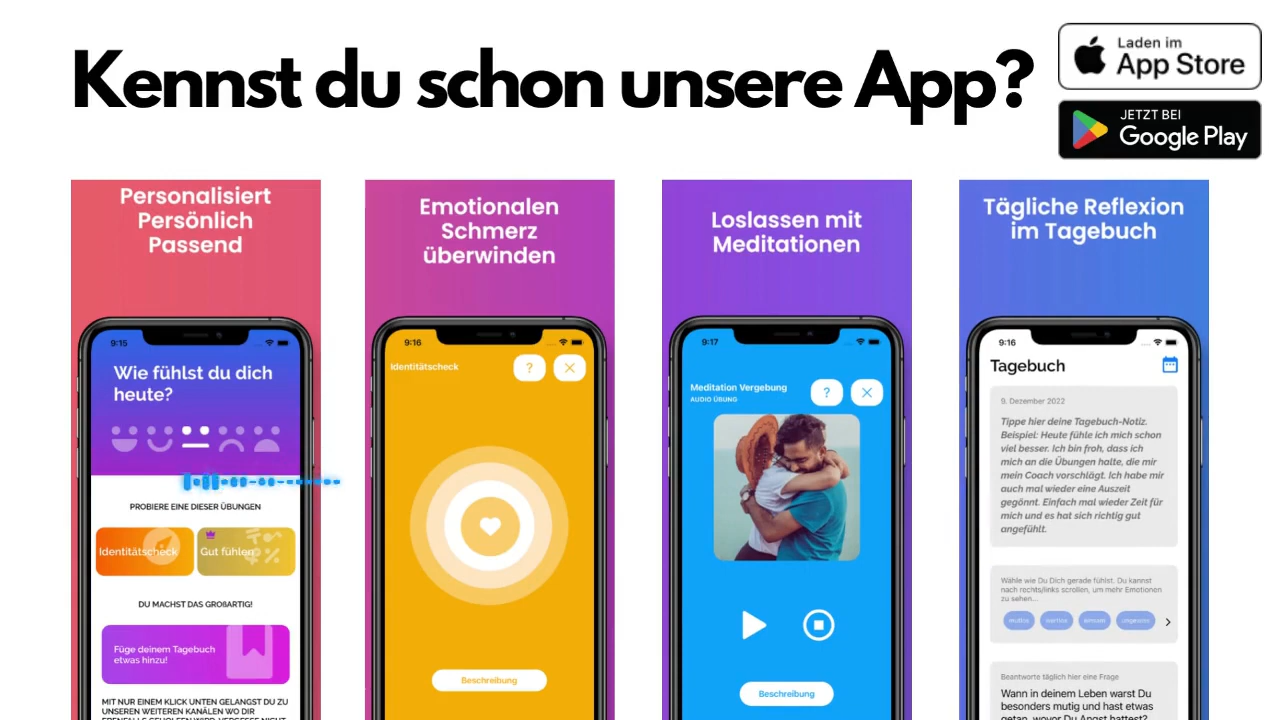 Kennst du schon unsere App?
Laden im
App Store
JETZT BEI
Google Play
Personalisiert
Persönlich
Passend
9:15
Wie fühlst du dich
heute?
PROBIERE EINE DIESER ÜBUNGEN
Identitätscheck
Gut fühlen
DU MACHST DAS GROẞARTIG!
Füge deinem Tagebuch
etwas hinzu!
MIT NUR EINEM KLICK UNTEN GELANGST DU ZU
UNSEREN WEITEREN KANÄLEN WO DIR
Emotionalen
Schmerz
überwinden
9:16
Identitätscheck
?
Beschreibung
Loslassen mit
Meditationen
9:17
Meditation Vergebung
AUDIO ÜBUNG
?
Beschreibung
Tägliche Reflexion
im Tagebuch
9:16
Tagebuch
9. Dezember 2022
Tippe hier deine Tagebuch-Notiz.
Beispiel: Heute fühle ich mich schon
viel besser. Ich bin froh, dass ich
mich an die Übungen halte, die mir
mein Coach vorschlägt. Ich habe mir
auch mal wieder eine Auszeit
gegönnt. Einfach mal wieder Zeit für
mich und es hat sich richtig gut
angefühlt.
Wähle wie Du Dich gerade fühlst. Du kannst
nach rechts/links scrollen, um mehr Emotionen
zu sehen...
mutlos wertlos einsam ungerecht
Beantworte täglich hier eine Frage
Wann in deinem Leben warst Du
besonders mutig und hast etwas
getan, wovor Du Angst hattest?